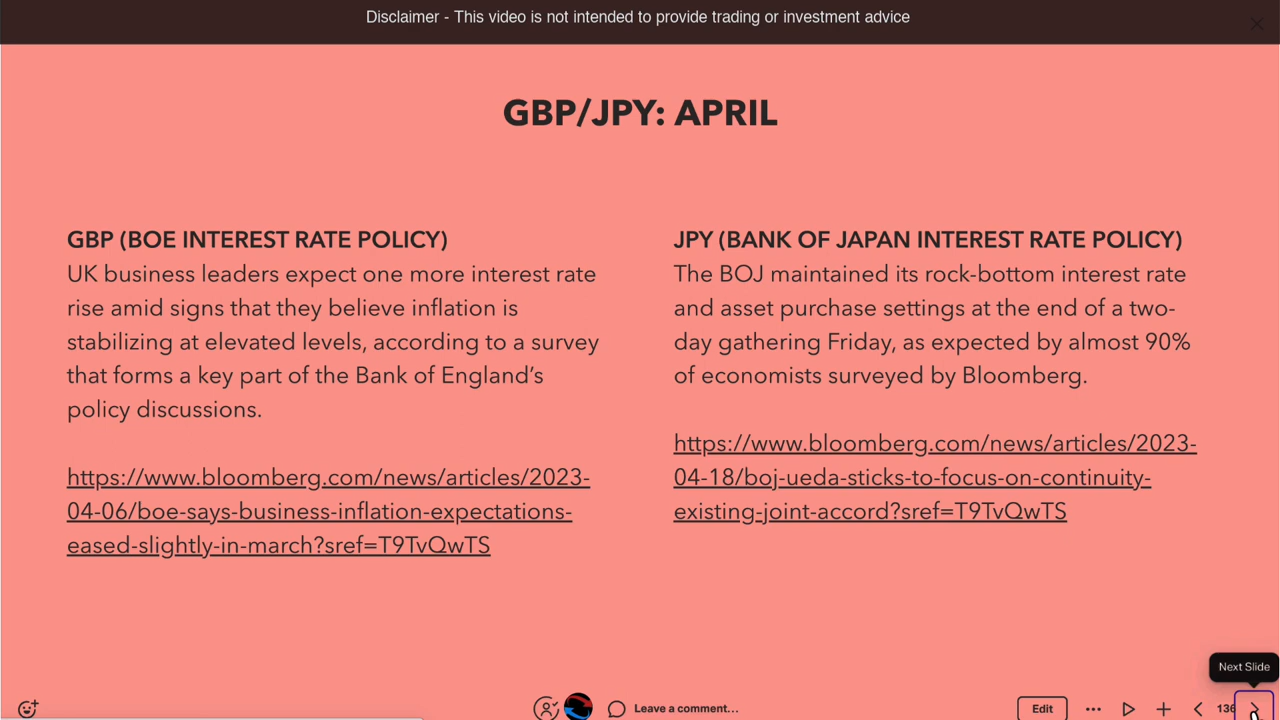 Disclaimer - This video is not intended to provide trading or investment advice
GBP/JPY: APRIL
GBP (BOE INTEREST RATE POLICY)
UK business leaders expect one more interest rate
rise amid signs that they believe inflation is
stabilizing at elevated levels, according to a survey
that forms a key part of the Bank of England's
policy discussions.
https://www.bloomberg.com/news/articles/2023-
04-06/boe-says-business-inflation-expectations-
eased-slightly-in-march?sref=T9TvQwTS
JPY (BANK OF JAPAN INTEREST RATE POLICY)
The BOJ maintained its rock-bottom interest rate
and asset purchase settings at the end of a two-
day gathering Friday, as expected by almost 90%
of economists surveyed by Bloomberg.
https://www.bloomberg.com/news/articles/2023-
04-18/boj-ueda-sticks-to-focus-on-continuity-
existing-joint-accord?sref=T9TvQwTS
Next Slide
Leave a comment...
Edit
136